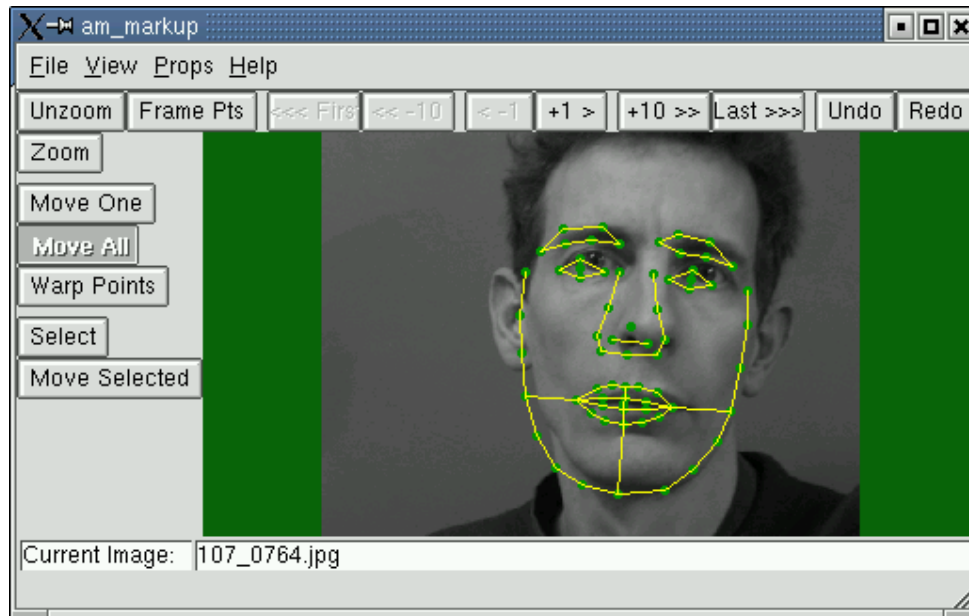 am_markup
File View Props Help
Unzoom Frame Pts <<< Firs << -10 < -1 +1 > +10 >> Last >>> Undo Redo
Zoom
Move One
Move All
Warp Points
Select
Move Selected
Current Image: 107_0764.jpg